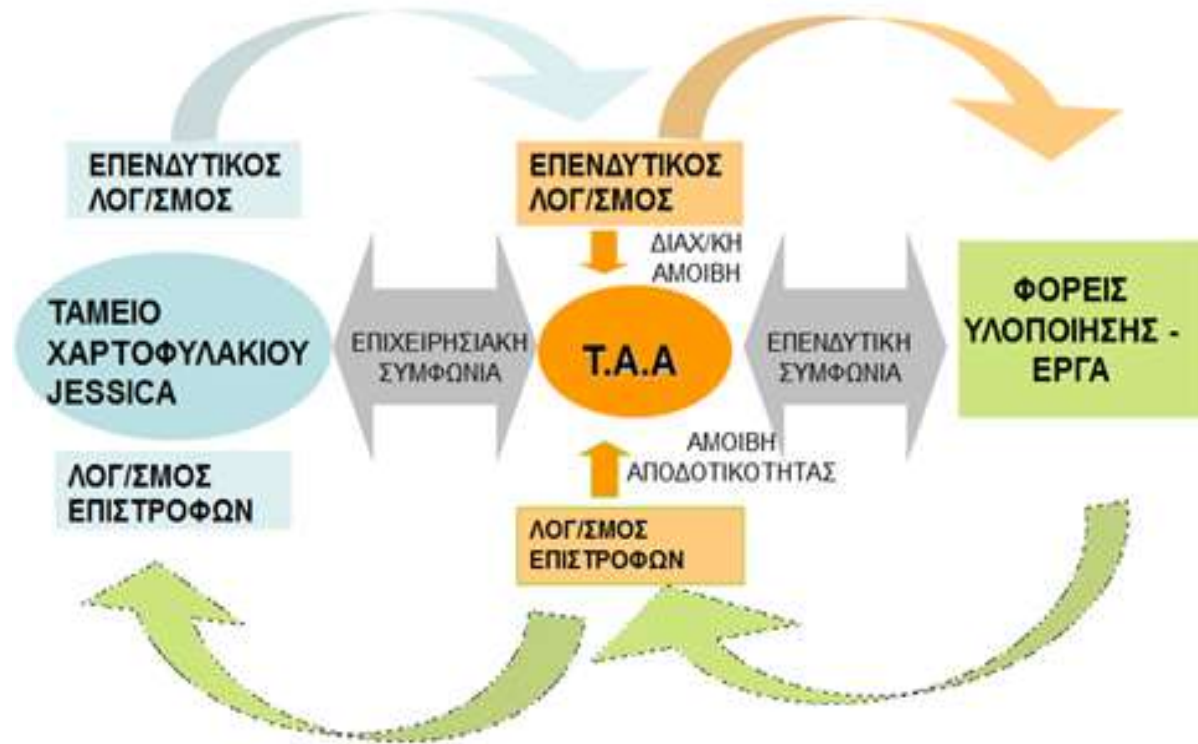 ΕΠΕΝΔΥΤΙΚΟΣ
ΛΟΓ/ΣΜΟΣ
ΕΠΕΝΔΥΤΙΚΟΣ
ΛΟΓ/ΣΜΟΣ
ΔΙΑΧ/ΚΗ
ΑΜΟΙΒΗ
ΤΑΜΕΙΟ
ΧΑΡΤΟΦΥΛΑΚΙΟΥ
JESSICA
ΕΠΙΧΕΙΡΗΣΙΑΚΗ
ΣΥΜΦΩΝΙΑ
Τ.Α.Α
ΕΠΕΝΔΥΤΙΚΗ
ΣΥΜΦΩΝΙΑ
ΦΟΡΕΙΣ
ΥΛΟΠΟΙΗΣΗΣ -
ΕΡΓΑ
ΑΜΟΙΒΗ
ΑΠΟΔΟΤΙΚΟΤΗΤΑΣ
ΛΟΓ/ΣΜΟΣ
ΕΠΙΣΤΡΟΦΩΝ
ΛΟΓ/ΣΜΟΣ
ΕΠΙΣΤΡΟΦΩΝ